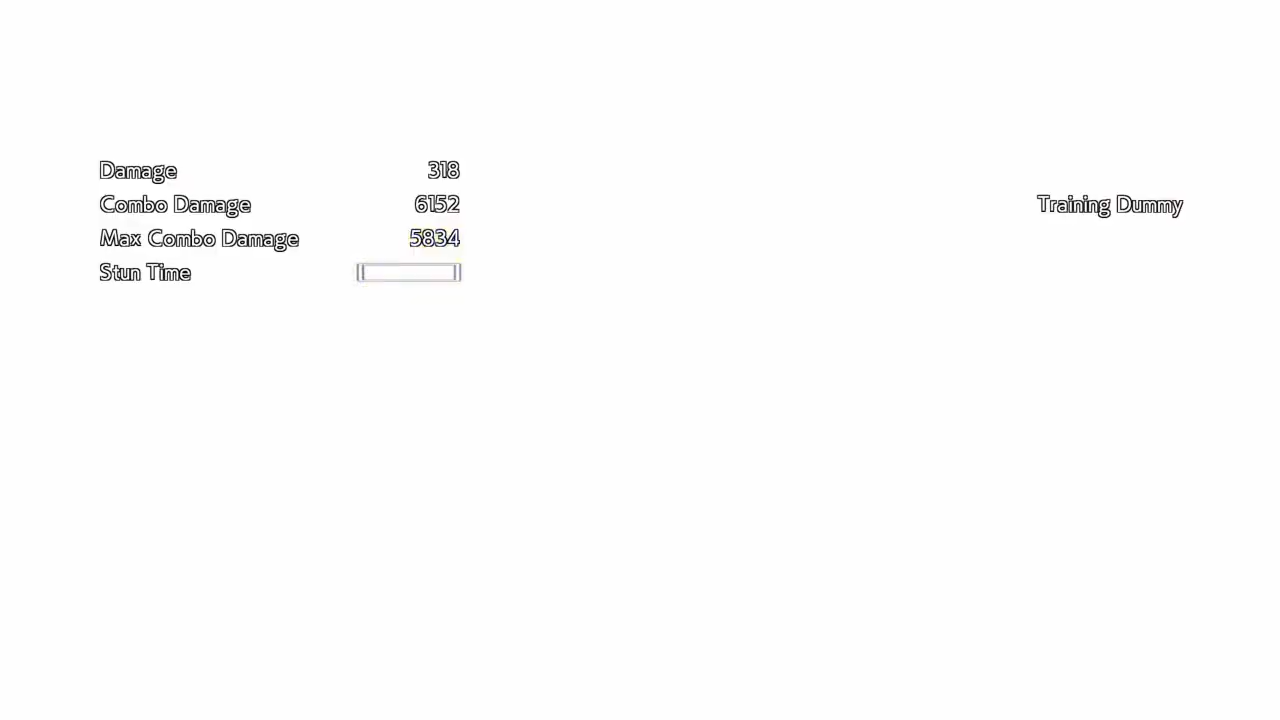 Damage 318
Combo Damage 6152
Training Dummy
Max Combo Damage 5834
Stun Time